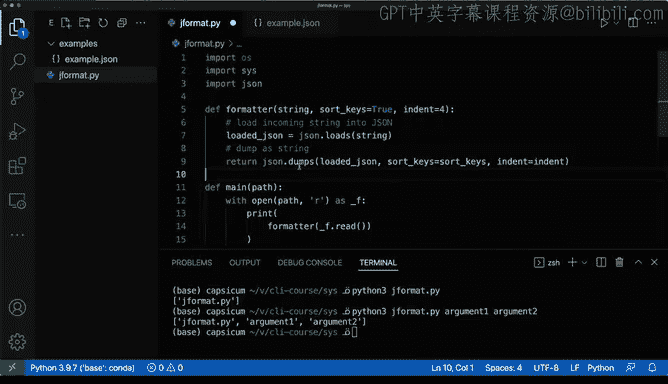 jformat.py — sys
GPT中英字幕课程资源@bilibili.com
E
jformat.py
example.json
examples
example.json
jformat.py
jformat.py > ...
1 import os
2 import sys
3 import json
4
5 def formatter(string, sort_keys=True, indent=4):
6 # load incoming string into JSON
7 loaded_json = json.loads(string)
8 # dump as string
9 return json.dumps(loaded_json, sort_keys=sort_keys, indent=indent)
10
11 def main(path):
12 with open(path, 'r') as _f:
13 print(
14 formatter(_f.read())
15 )
PROBLEMS OUTPUT DEBUG CONSOLE TERMINAL
zsh
(base) capsicum ~/v/cli-course/sys python3 jformat.py
['jformat.py']
(base) capsicum ~/v/cli-course/sys python3 jformat.py argument1 argument2
['jformat.py', 'argument1', 'argument2']
(base) capsicum ~/v/cli-course/sys
Python 3.9.7 ('base': conda) 0 0 Ln 10, Col 1 Spaces: 4 UTF-8 LF Python